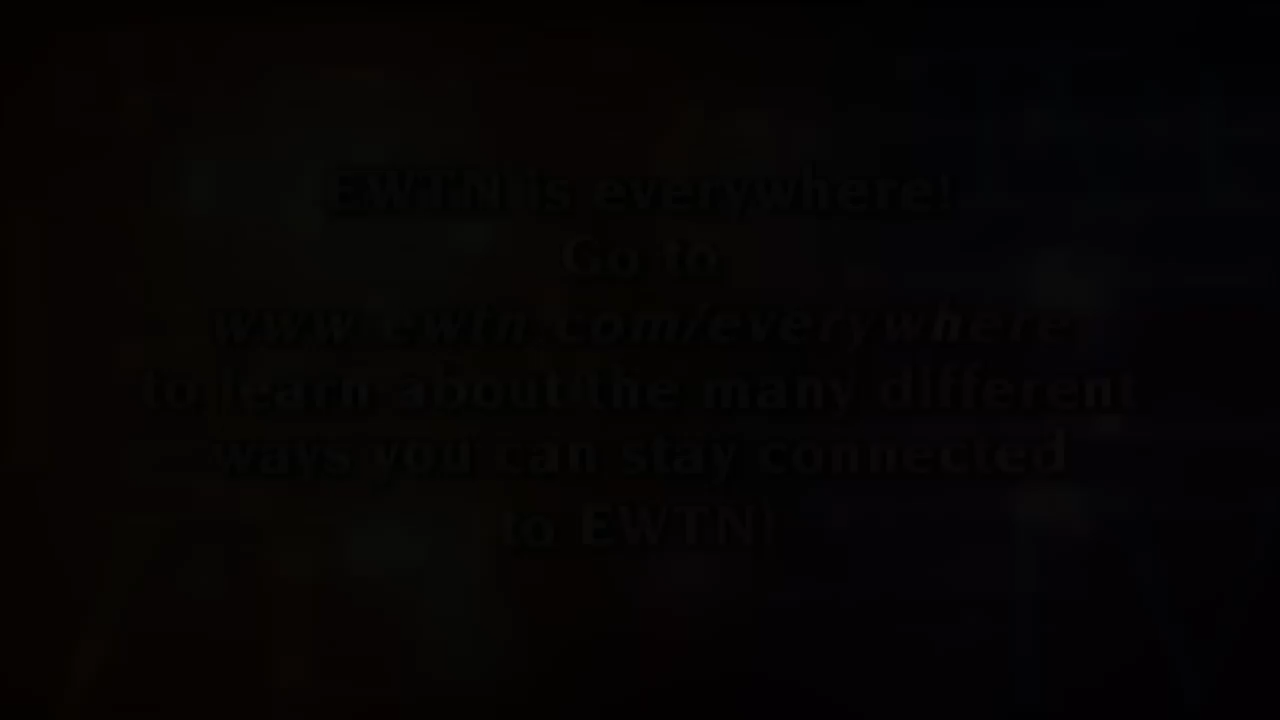 EWTN is everywhere!
Go to
www.ewtn.com/everywhere
to learn about the many different
ways you can stay connected
to EWTN!